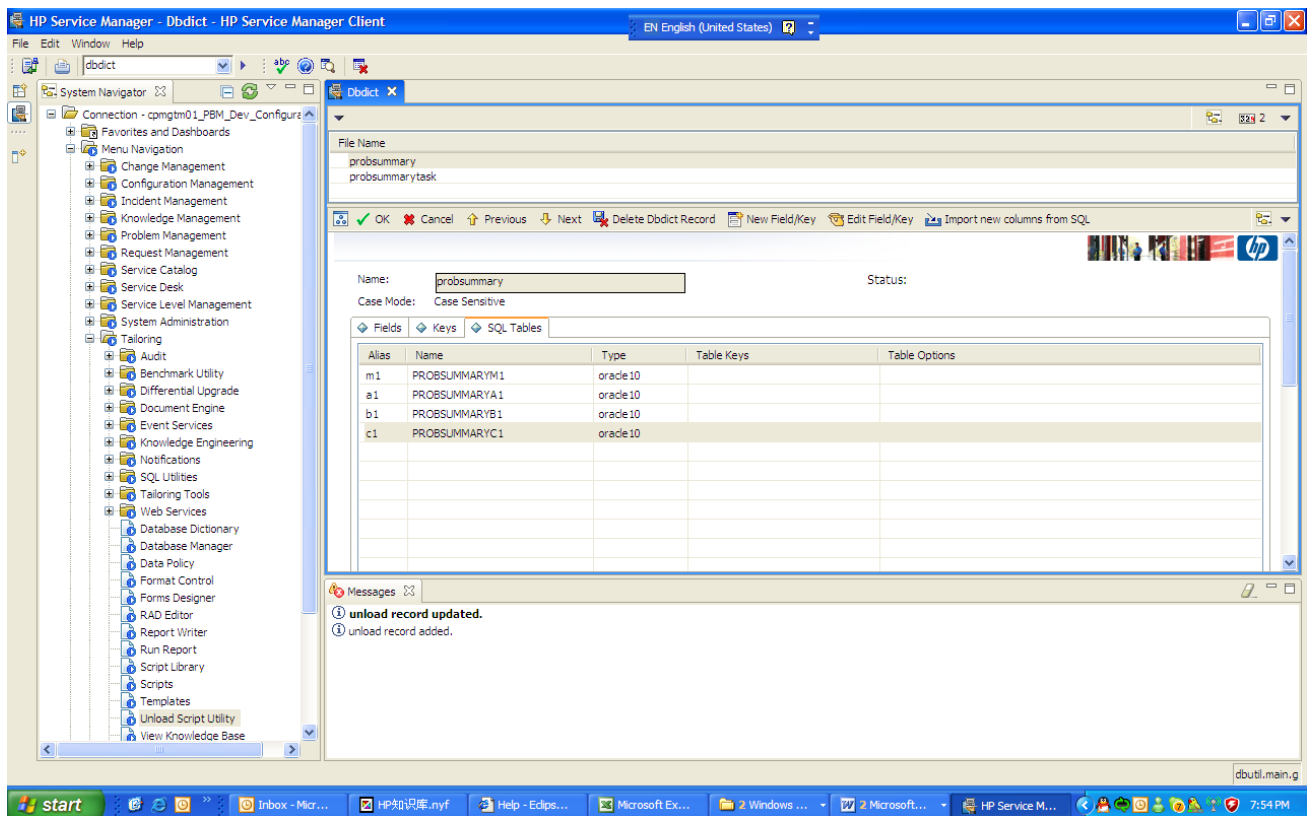 HP Service Manager - Dbdict - HP Service Manager Client
EN English (United States)
File Edit Window Help
dbdict
abc
System Navigator
Connection - cpmgtm01_PBM_Dev_Configura
Favorites and Dashboards
Menu Navigation
Change Management
Configuration Management
Incident Management
Knowledge Management
Problem Management
Request Management
Service Catalog
Service Desk
Service Level Management
System Administration
Tailoring
Audit
Benchmark Utility
Differential Upgrade
Document Engine
Event Services
Knowledge Engineering
Notifications
SQL Utilities
Tailoring Tools
Web Services
Database Dictionary
Database Manager
Data Policy
Format Control
Forms Designer
RAD Editor
Report Writer
Run Report
Script Library
Scripts
Templates
Unload Script Utility
View Knowledge Base
Dbdict
2
File Name
probsummary
probsummarytask
OK Cancel Previous Next Delete Dbdict Record New Field/Key Edit Field/Key Import new columns from SQL
hp
Name: probsummary Status:
Case Mode: Case Sensitive
Fields Keys SQL Tables
Alias Name Type Table Keys Table Options
m1 PROBSUMMARYM1 oracle10
a1 PROBSUMMARYA1 oracle10
b1 PROBSUMMARYB1 oracle10
c1 PROBSUMMARYC1 oracle10
Messages
unload record updated.
unload record added.
dbutil.main.g
start Inbox - Micr... HP知识库.nyf Help - Eclips... Microsoft Ex... 2 Windows ... 2 Microsoft... HP Service M... 7:54 PM